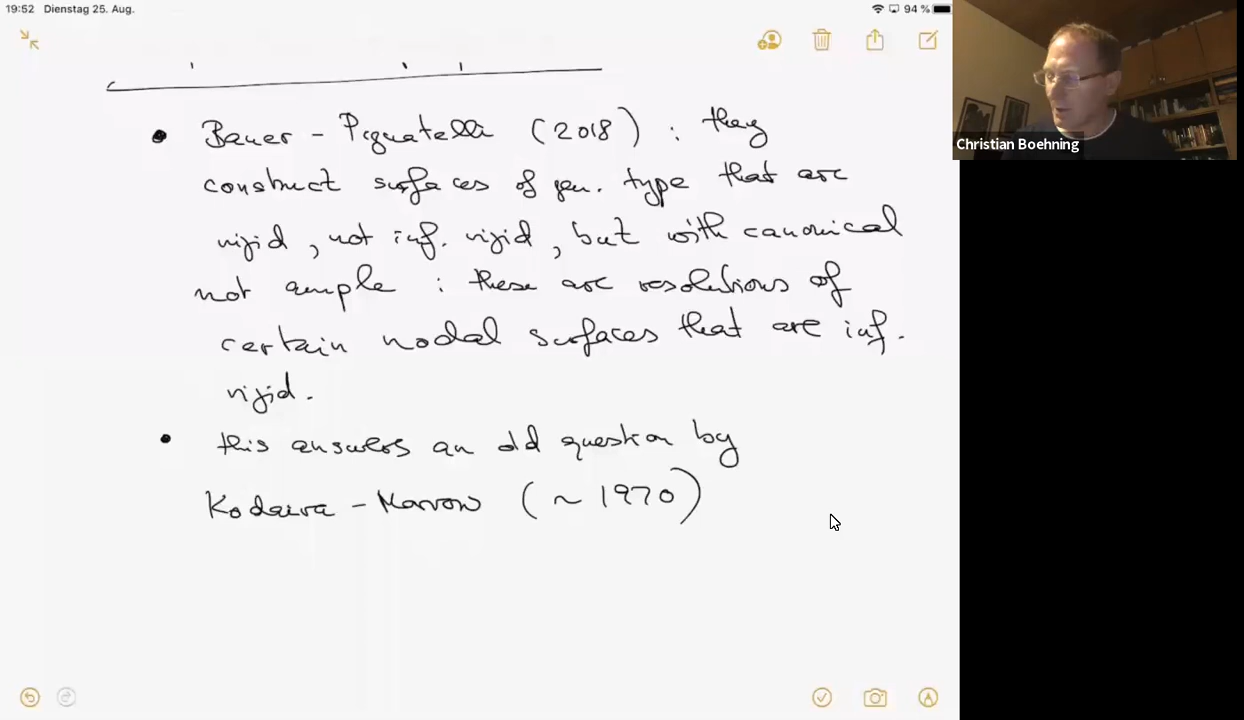 19:52 Dienstag 25. Aug.
94 %
Christian Boehning
• Bauer - Pignatelli (2018) : they
construct surfaces of gen. type that are
rigid, not inf. rigid, but with canonical
not ample : these are resolutions of
certain nodal surfaces that are inf.
rigid.
• this answers an old question by
Kodaira - Morrow (~ 1970)